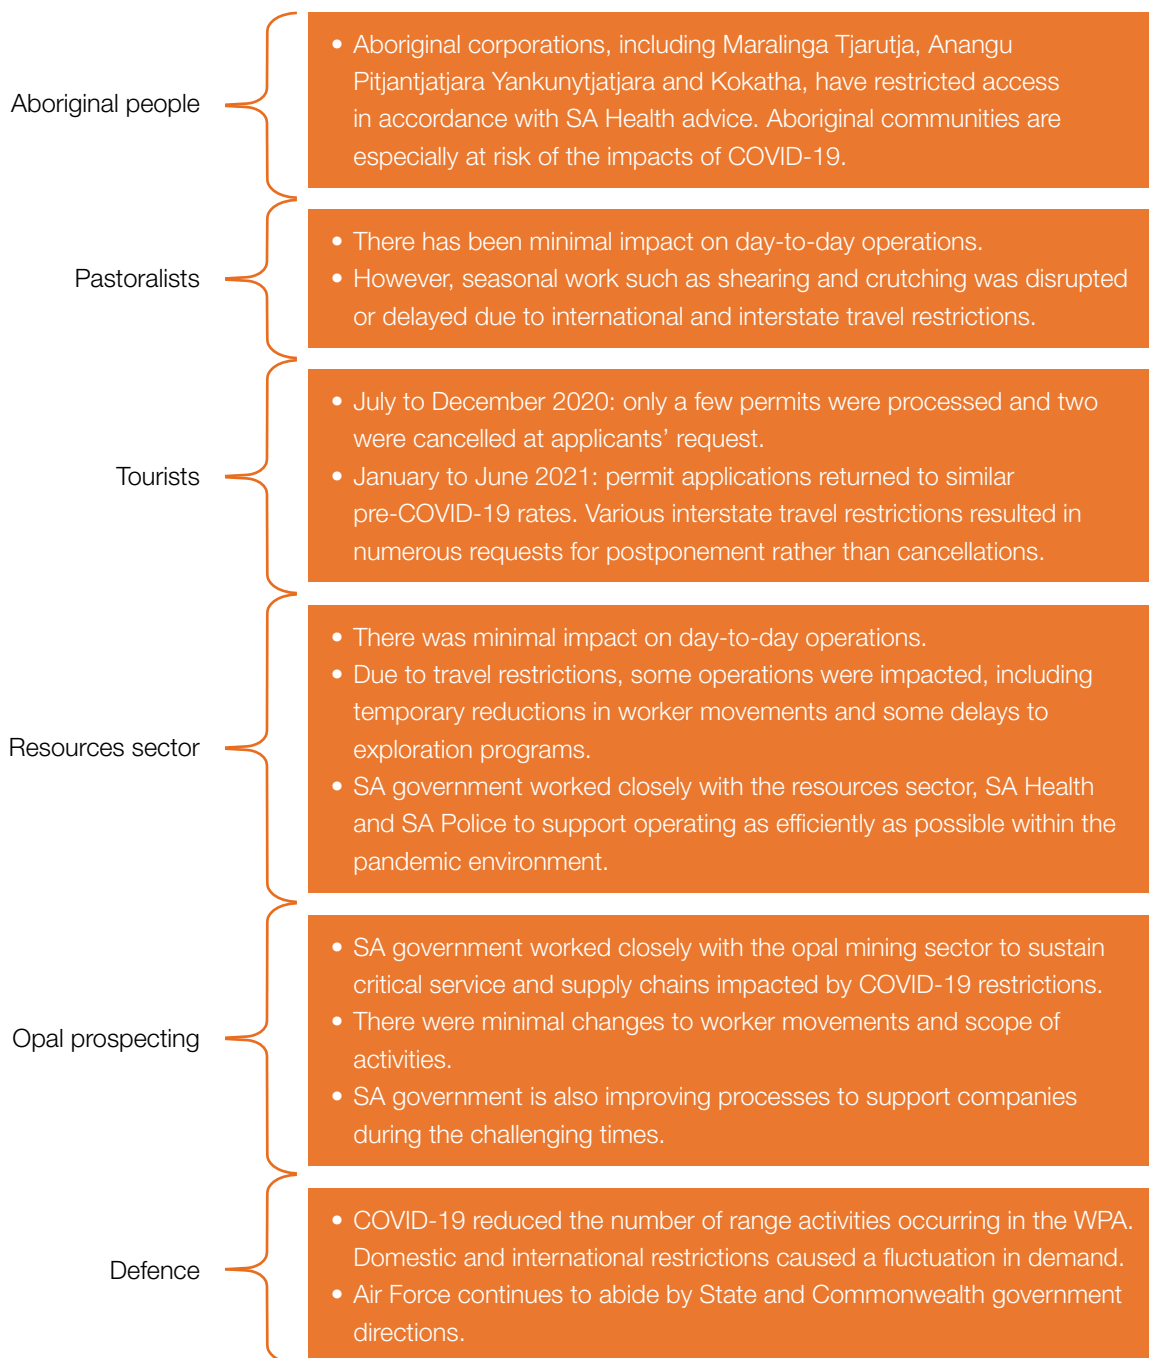 Aboriginal people
• Aboriginal corporations, including Maralinga Tjarutja, Anangu
Pitjantjatjara Yankunytjatjara and Kokatha, have restricted access
in accordance with SA Health advice. Aboriginal communities are
especially at risk of the impacts of COVID-19.
Pastoralists
• There has been minimal impact on day-to-day operations.
• However, seasonal work such as shearing and crutching was disrupted
or delayed due to international and interstate travel restrictions.
Tourists
• July to December 2020: only a few permits were processed and two
were cancelled at applicants’ request.
• January to June 2021: permit applications returned to similar
pre-COVID-19 rates. Various interstate travel restrictions resulted in
numerous requests for postponement rather than cancellations.
Resources sector
• There was minimal impact on day-to-day operations.
• Due to travel restrictions, some operations were impacted, including
temporary reductions in worker movements and some delays to
exploration programs.
• SA government worked closely with the resources sector, SA Health
and SA Police to support operating as efficiently as possible within the
pandemic environment.
Opal prospecting
• SA government worked closely with the opal mining sector to sustain
critical service and supply chains impacted by COVID-19 restrictions.
• There were minimal changes to worker movements and scope of
activities.
• SA government is also improving processes to support companies
during the challenging times.
Defence
• COVID-19 reduced the number of range activities occurring in the WPA.
Domestic and international restrictions caused a fluctuation in demand.
• Air Force continues to abide by State and Commonwealth government
directions.